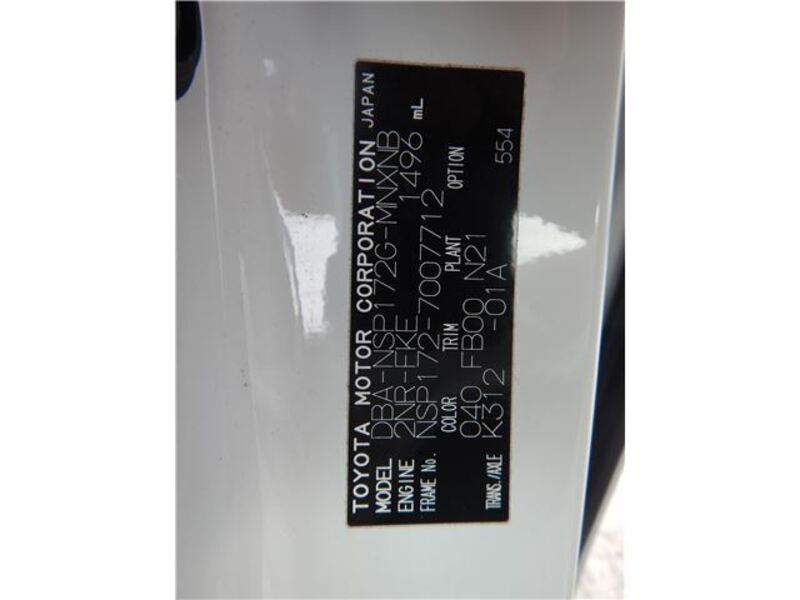 TOYOTA MOTOR CORPORATION JAPAN
MODEL DBA-NSP172G-MNXNB
ENGINE 2NR-FKE 1496 mL
FRAME No. NSP172-7007712
COLOR TRIM PLANT OPTION
040 FB00 N21
TRANS./AXLE K312 -01A 554